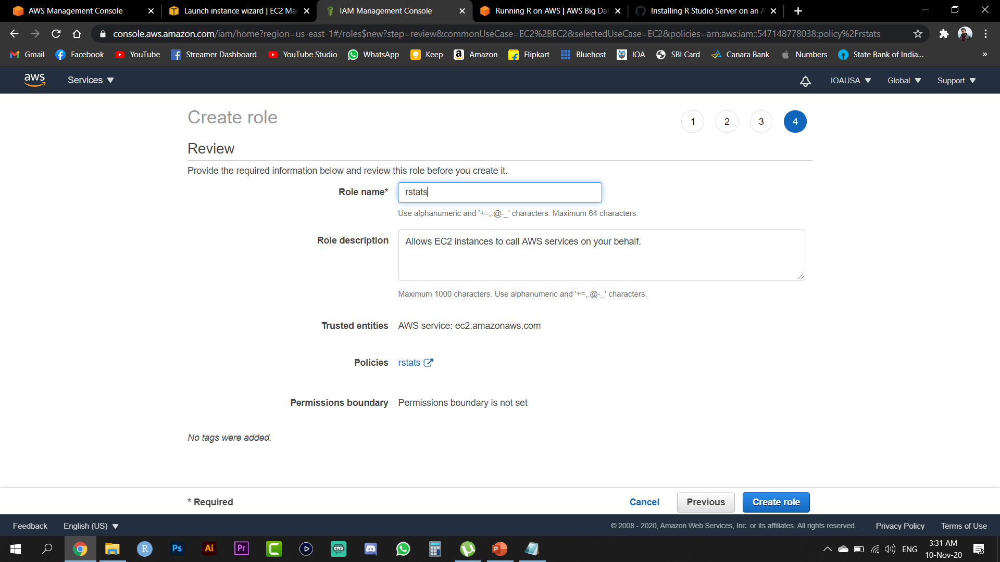 AWS Management Console
Launch instance wizard | EC2 Mar
IAM Management Console
Running R on AWS | AWS Big Dat
Installing R Studio Server on an A
console.aws.amazon.com/iam/home?region=us-east-1#/roles$new?step=review&commonUseCase=EC2%2BEC2&selectedUseCase=EC2&policies=arn:aws:iam::547148778038:policy%2Frstats
Gmail Facebook YouTube Streamer Dashboard YouTube Studio WhatsApp Keep Amazon Flipkart Bluehost IOA SBI Card Canara Bank Numbers State Bank of India... »
aws Services IOAUSA Global Support
Create role
1 2 3 4
Review
Provide the required information below and review this role before you create it.
Role name* rstats
Use alphanumeric and '+=,.@-_' characters. Maximum 64 characters.
Role description Allows EC2 instances to call AWS services on your behalf.
Maximum 1000 characters. Use alphanumeric and '+=,.@-_' characters.
Trusted entities AWS service: ec2.amazonaws.com
Policies rstats
Permissions boundary Permissions boundary is not set
No tags were added.
* Required Cancel Previous Create role
Feedback English (US) © 2008 - 2020, Amazon Web Services, Inc. or its affiliates. All rights reserved. Privacy Policy Terms of Use
R Ps Ai Pr C P ENG 3:31 AM
10-Nov-20